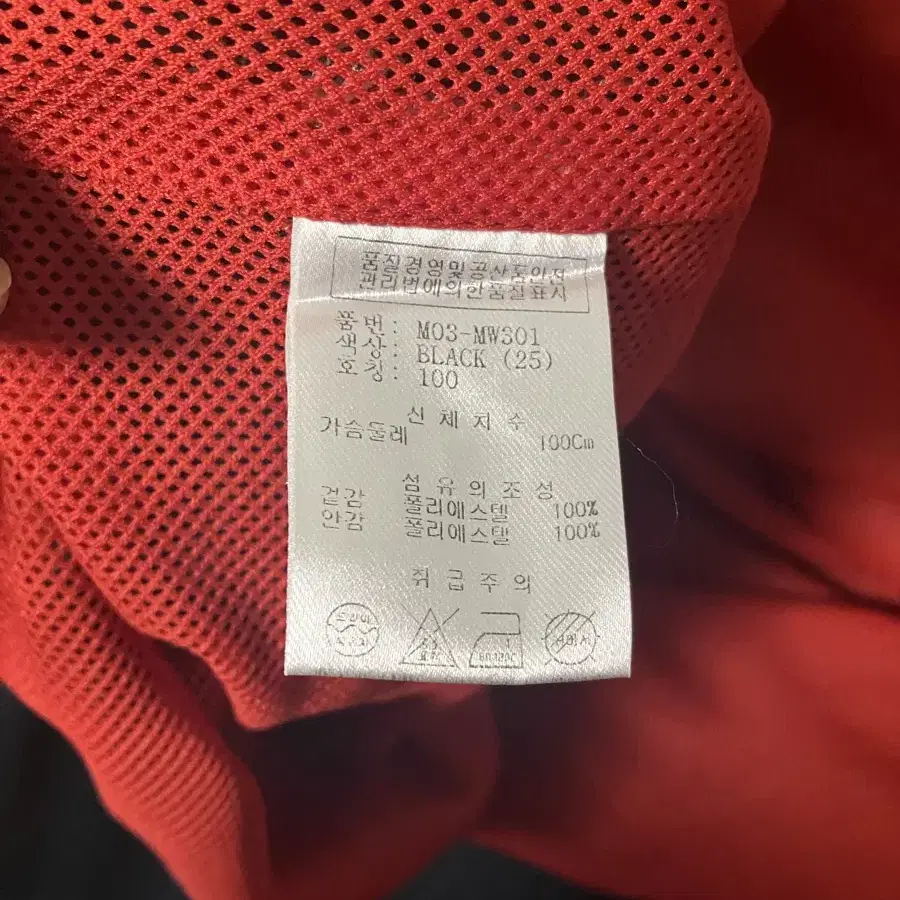 품질경영및공산품안전
관리법에의한품질표시
품번: M03-MW301
색상: BLACK (25)
호칭: 100
신체치수
가슴둘레 100Cm
섬유의조성
겉감 폴리에스텔 100%
안감 폴리에스텔 100%
취급주의
드라이